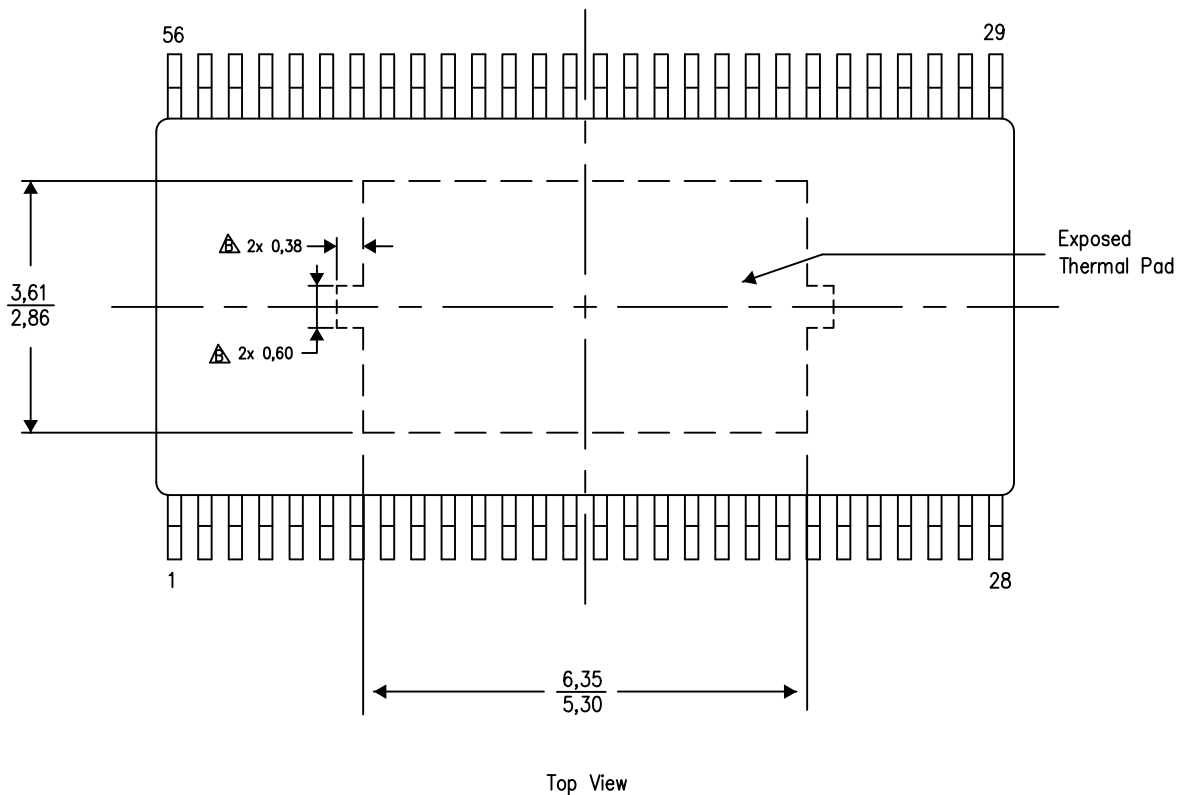 56
29
B 2x 0,38
Exposed
Thermal Pad
3,61
2,86
B 2x 0,60
1
28
6,35
5,30
Top View